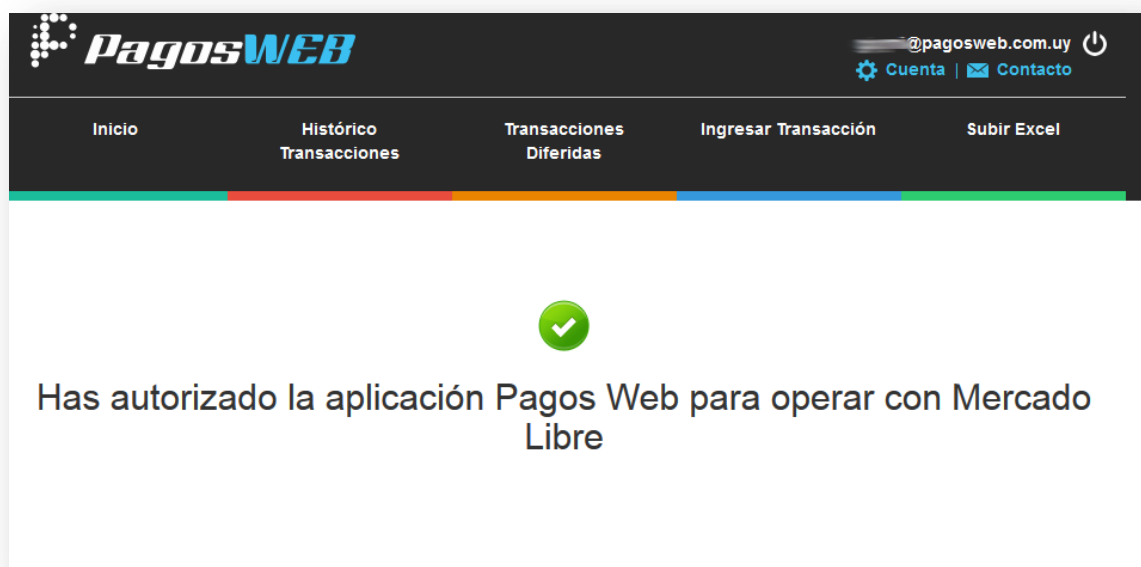 PagosWEB
@pagosweb.com.uy
Cuenta | Contacto
Inicio
Histórico
Transacciones
Transacciones
Diferidas
Ingresar Transacción
Subir Excel
Has autorizado la aplicación Pagos Web para operar con Mercado
Libre